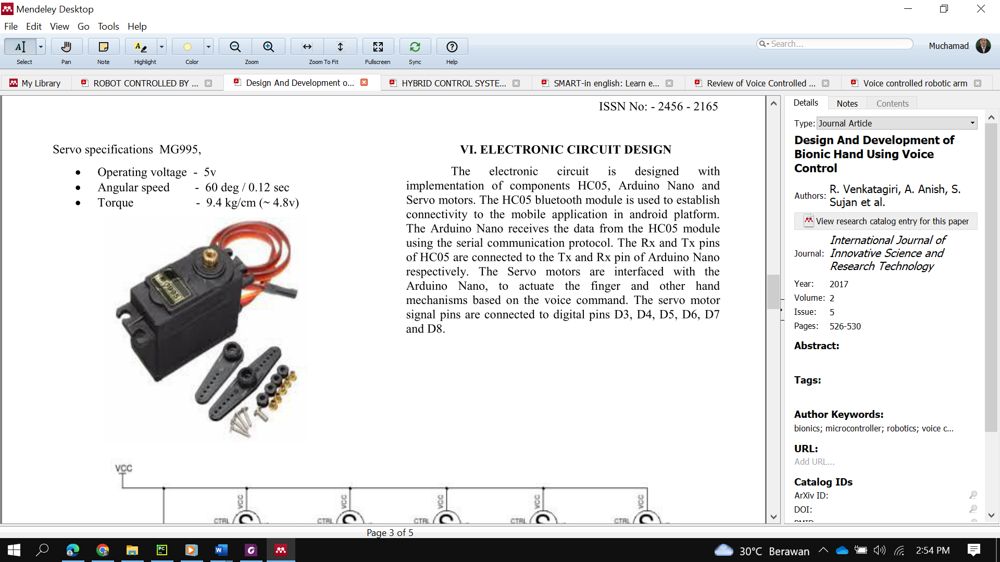 Mendeley Desktop
File Edit View Go Tools Help
Select Pan Note Highlight Color Zoom Zoom To Fit Fullscreen Sync Help
Search...
Muchamad
My Library
ROBOT CONTROLLED BY ...
Design And Development o...
HYBRID CONTROL SYSTE...
SMART-in english: Learn e...
Review of Voice Controlled ...
Voice controlled robotic arm
ISSN No: - 2456 - 2165
Servo specifications MG995,
• Operating voltage - 5v
• Angular speed - 60 deg / 0.12 sec
• Torque - 9.4 kg/cm (~ 4.8v)
VCC
VCC VCC VCC VCC VCC
CTRL CTRL CTRL CTRL CTRL
VI. ELECTRONIC CIRCUIT DESIGN
The electronic circuit is designed with
implementation of components HC05, Arduino Nano and
Servo motors. The HC05 bluetooth module is used to establish
connectivity to the mobile application in android platform.
The Arduino Nano receives the data from the HC05 module
using the serial communication protocol. The Rx and Tx pins
of HC05 are connected to the Tx and Rx pin of Arduino Nano
respectively. The Servo motors are interfaced with the
Arduino Nano, to actuate the finger and other hand
mechanisms based on the voice command. The servo motor
signal pins are connected to digital pins D3, D4, D5, D6, D7
and D8.
Details Notes Contents
Type: Journal Article
Design And Development of
Bionic Hand Using Voice
Control
Authors: R. Venkatagiri, A. Anish, S.
Sujan et al.
View research catalog entry for this paper
Journal: International Journal of
Innovative Science and
Research Technology
Year: 2017
Volume: 2
Issue: 5
Pages: 526-530
Abstract:
Tags:
Author Keywords:
bionics; microcontroller; robotics; voice c...
URL:
Add URL...
Catalog IDs
ArXiv ID:
DOI:
Page 3 of 5
30°C Berawan
2:54 PM